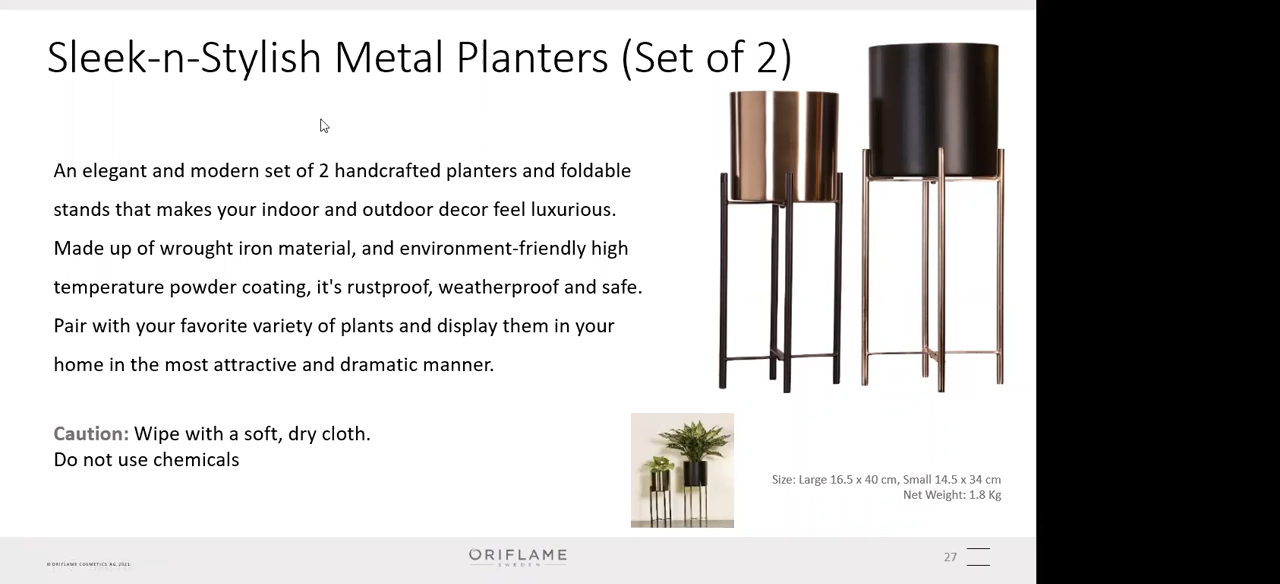 Sleek-n-Stylish Metal Planters (Set of 2)
An elegant and modern set of 2 handcrafted planters and foldable
stands that makes your indoor and outdoor decor feel luxurious.
Made up of wrought iron material, and environment-friendly high
temperature powder coating, it's rustproof, weatherproof and safe.
Pair with your favorite variety of plants and display them in your
home in the most attractive and dramatic manner.
Caution: Wipe with a soft, dry cloth.
Do not use chemicals
Size: Large 16.5 x 40 cm, Small 14.5 x 34 cm
Net Weight: 1.8 Kg
©ORIFLAME COSMETICS AG, 2021
ORIFLAME
SWEDEN
27